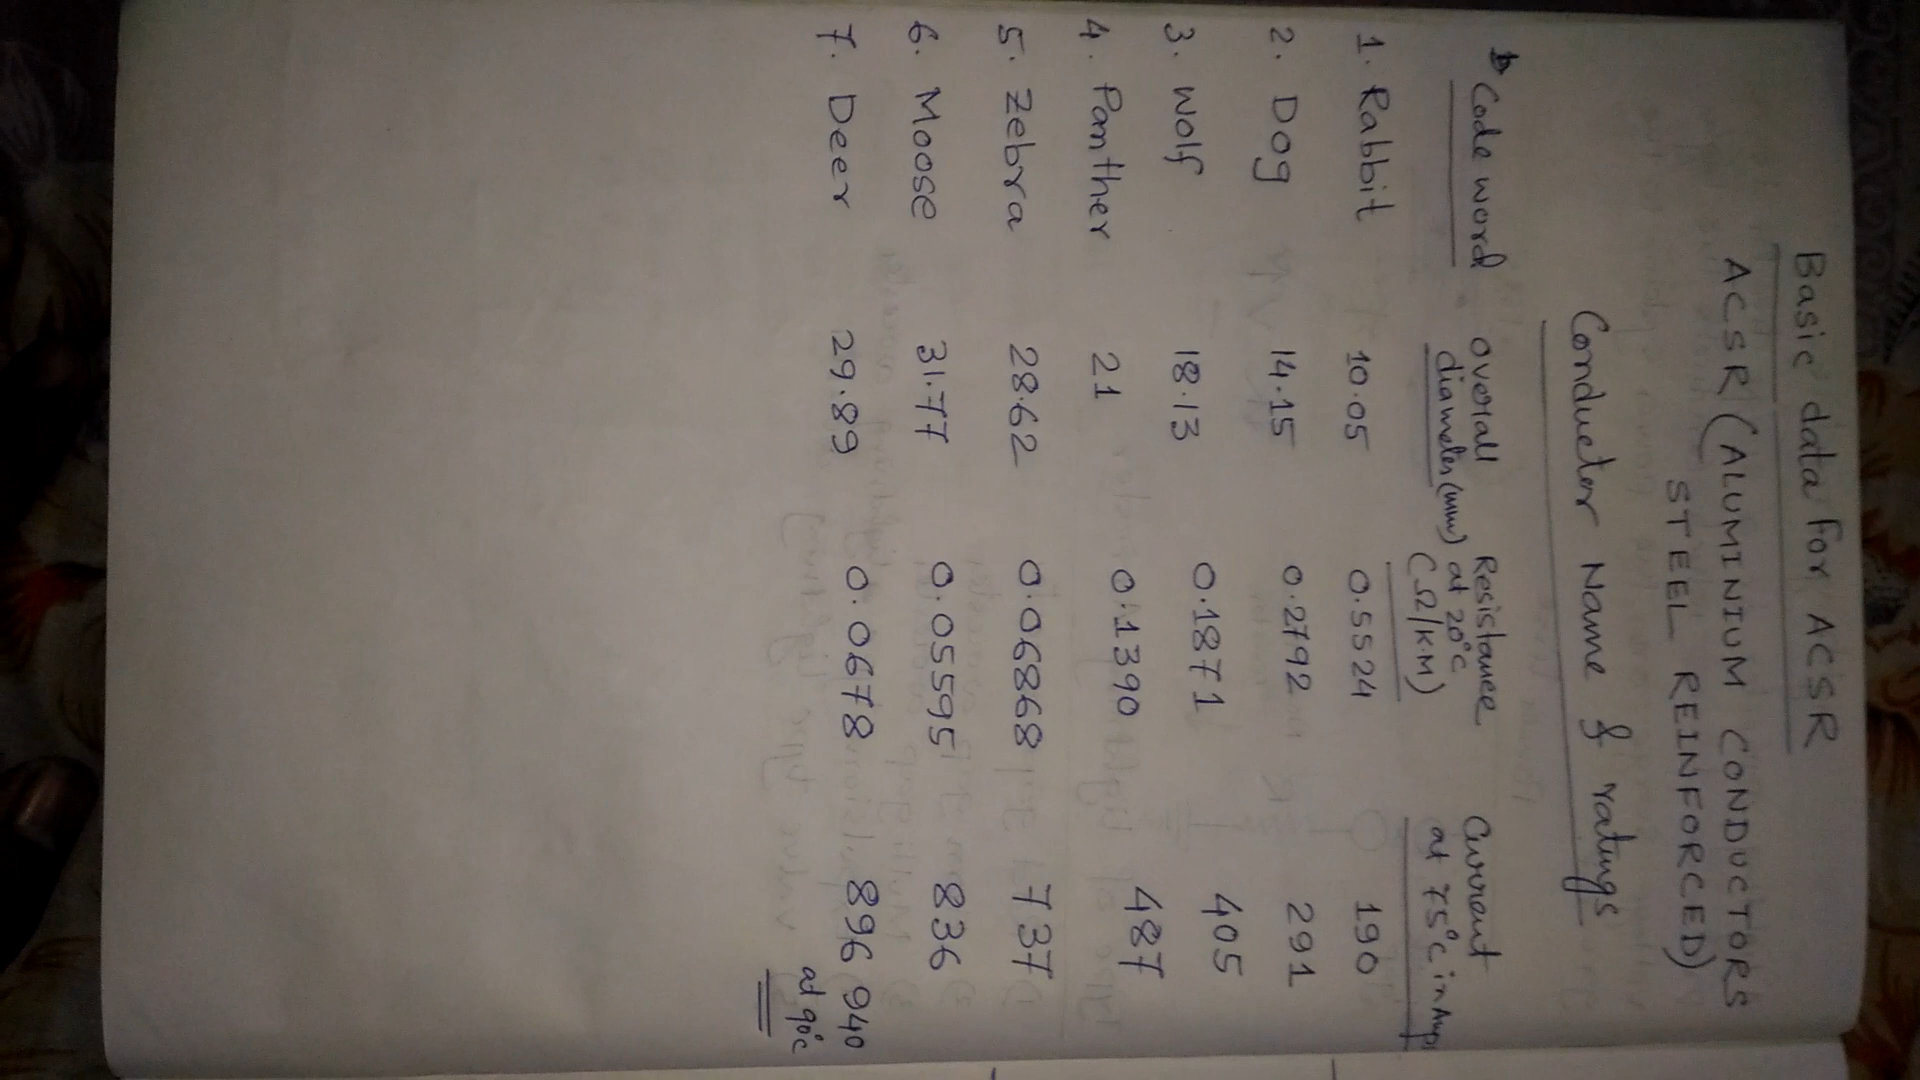 Basic data for ACSR
ACSR (ALUMINIUM CONDUCTORS
STEEL REINFORCED)
Conductor Name & ratings
Code word overall diameter (mm) Resistance at 20°C (Ω/K.M) Current at 75°C in Amp
1. Rabbit 10.05 0.5524 190
2. Dog 14.15 0.2792 291
3. Wolf 18.13 0.1871 405
4. Panther 21 0.1390 487
5. Zebra 28.62 0.06868 737
6. Moose 31.77 0.05595 836
7. Deer 29.89 0.0678 896 940
at 90°C